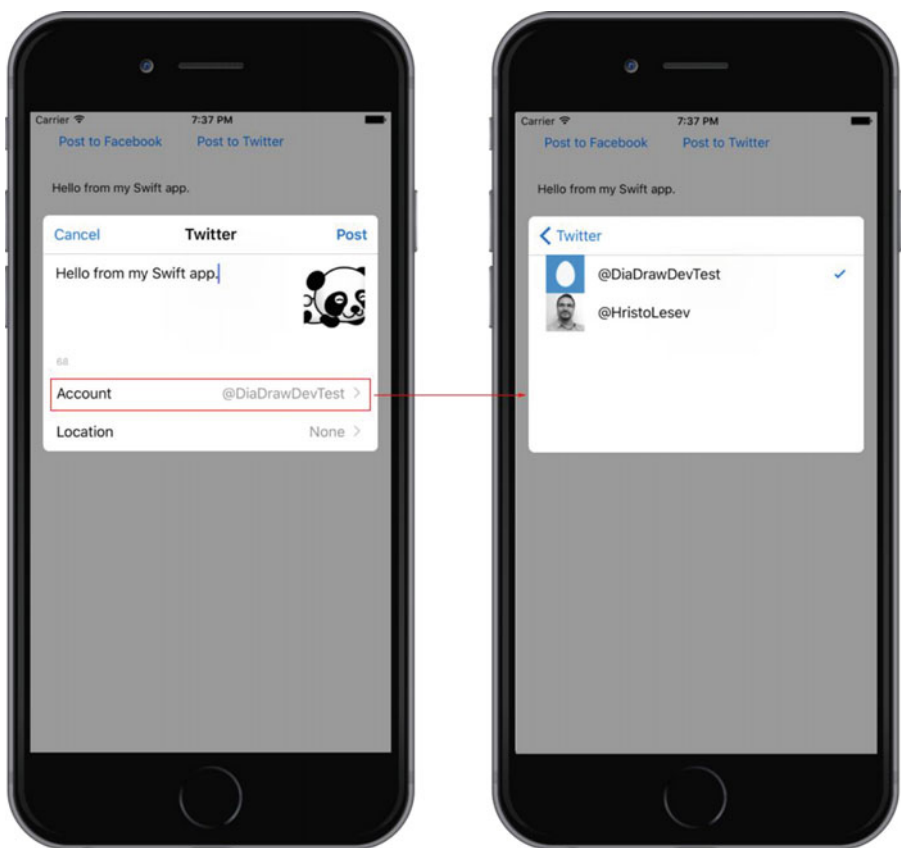 Carrier 7:37 PM
Post to Facebook Post to Twitter
Hello from my Swift app.
Cancel Twitter Post
Hello from my Swift app.
68
Account @DiaDrawDevTest
Location None
Carrier 7:37 PM
Post to Facebook Post to Twitter
Hello from my Swift app.
Twitter
@DiaDrawDevTest
@HristoLesev